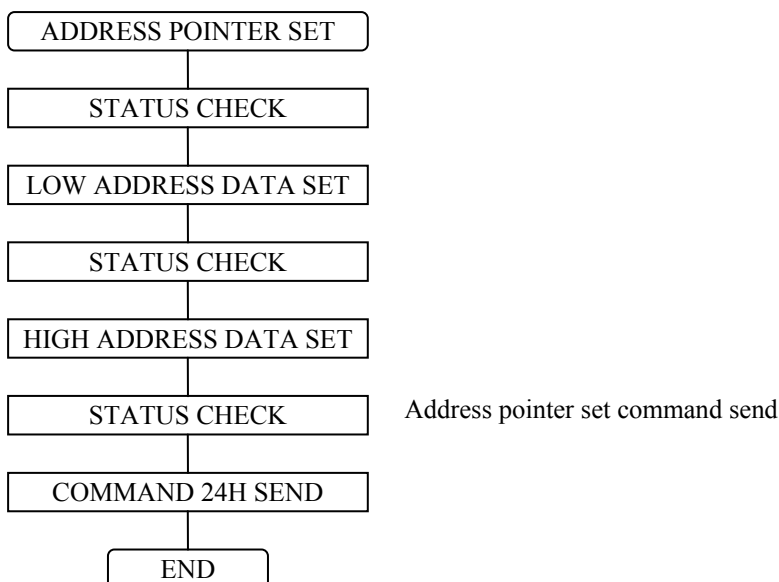 ADDRESS POINTER SET
STATUS CHECK
LOW ADDRESS DATA SET
STATUS CHECK
HIGH ADDRESS DATA SET
STATUS CHECK
Address pointer set command send
COMMAND 24H SEND
END